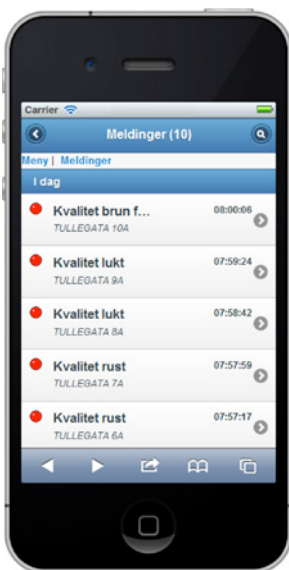 Carrier
Meldinger (10)
Meny | Meldinger
I dag
Kvalitet brun f... 08:00:06
TULLEGATA 10A
Kvalitet lukt 07:59:24
TULLEGATA 9A
Kvalitet lukt 07:58:42
TULLEGATA 8A
Kvalitet rust 07:57:59
TULLEGATA 7A
Kvalitet rust 07:57:17
TULLEGATA 6A